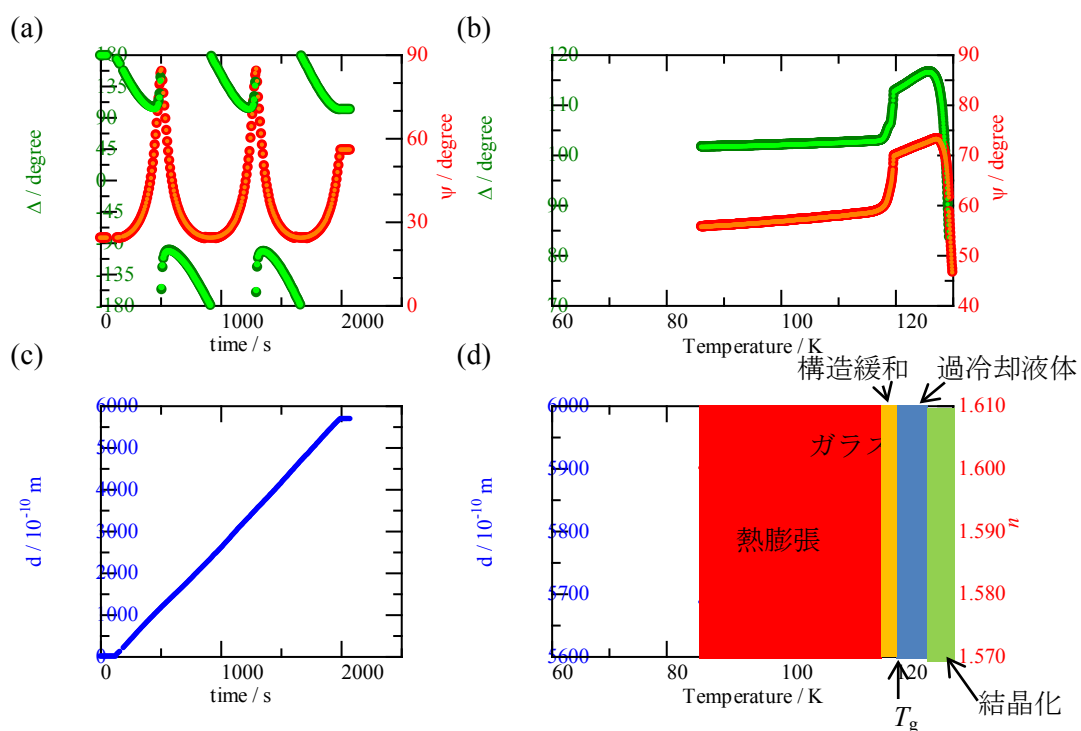 (a)
180
135
90
45
0
-45
-90
-135
-180
Δ / degree
90
60
30
0
ψ / degree
0
1000
2000
time / s
(b)
120
110
100
90
80
70
Δ / degree
90
80
70
60
50
40
ψ / degree
60
80
100
120
Temperature / K
(c)
6000
5000
4000
3000
2000
1000
0
d / 10⁻¹⁰ m
0
1000
2000
time / s
(d)
構造緩和
過冷却液体
6000
5900
5800
5700
5600
d / 10⁻¹⁰ m
ガラス
熱膨張
1.610
1.600
1.590
1.580
1.570
n
60
80
100
120
Temperature / K
Tg
結晶化